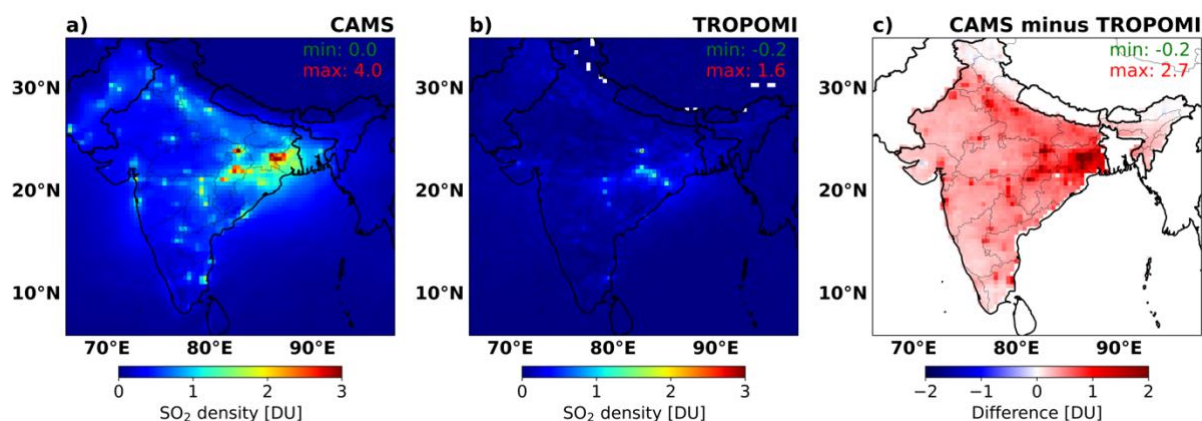 a) CAMS
min: 0.0
max: 4.0
30°N
20°N
10°N
70°E 80°E 90°E
0 1 2 3
SO₂ density [DU]
b) TROPOMI
min: -0.2
max: 1.6
30°N
20°N
10°N
70°E 80°E 90°E
0 1 2 3
SO₂ density [DU]
c) CAMS minus TROPOMI
min: -0.2
max: 2.7
30°N
20°N
10°N
70°E 80°E 90°E
−2 −1 0 1 2
Difference [DU]